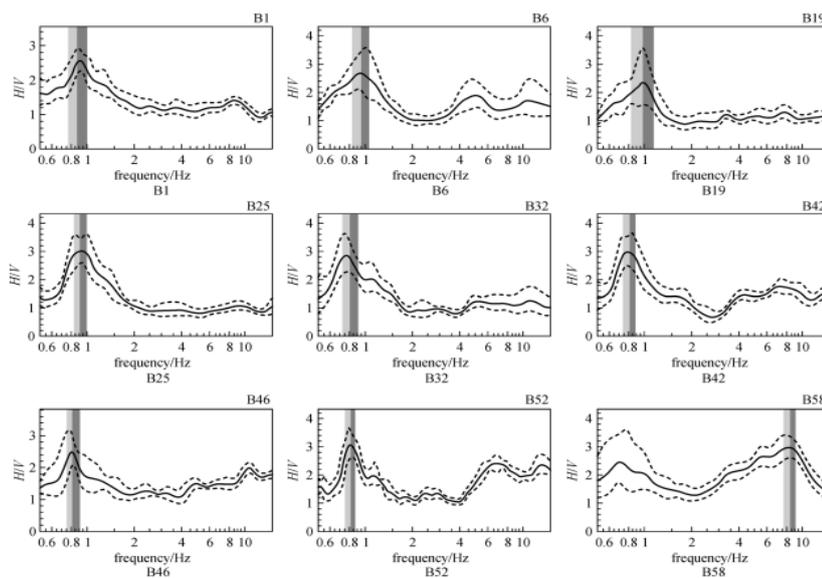 B1 B6 B19
3 4 4
2 3 3
1 2 2
0 1 1
0 0
H/V H/V H/V
0.6 0.8 1 2 4 6 8 10 0.6 0.8 1 2 4 6 8 10 0.6 0.8 1 2 4 6 8 10
frequency/Hz frequency/Hz frequency/Hz
B1 B6 B19
B25 B32 B42
4 4 4
3 3 3
2 2 2
1 1 1
0 0 0
H/V H/V H/V
0.6 0.8 1 2 4 6 8 10 0.6 0.8 1 2 4 6 8 10 0.6 0.8 1 2 4 6 8 10
frequency/Hz frequency/Hz frequency/Hz
B25 B32 B42
B46 B52 B58
3 4 3
2 3 2
1 2 1
0 1 0
0
H/V H/V H/V
0.6 0.8 1 2 4 6 8 10 0.6 0.8 1 2 4 6 8 10 0.6 0.8 1 2 4 6 8 10
frequency/Hz frequency/Hz frequency/Hz
B46 B52 B58